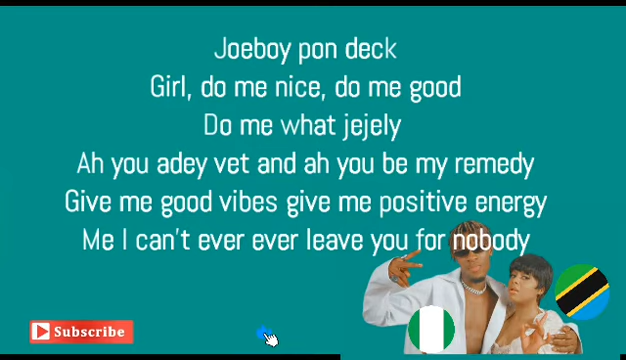 Joeboy pon deck
Girl, do me nice, do me good
Do me what jejely
Ah you adey vet and ah you be my remedy
Give me good vibes give me positive energy
Me I can't ever ever leave you for nobody
Subscribe